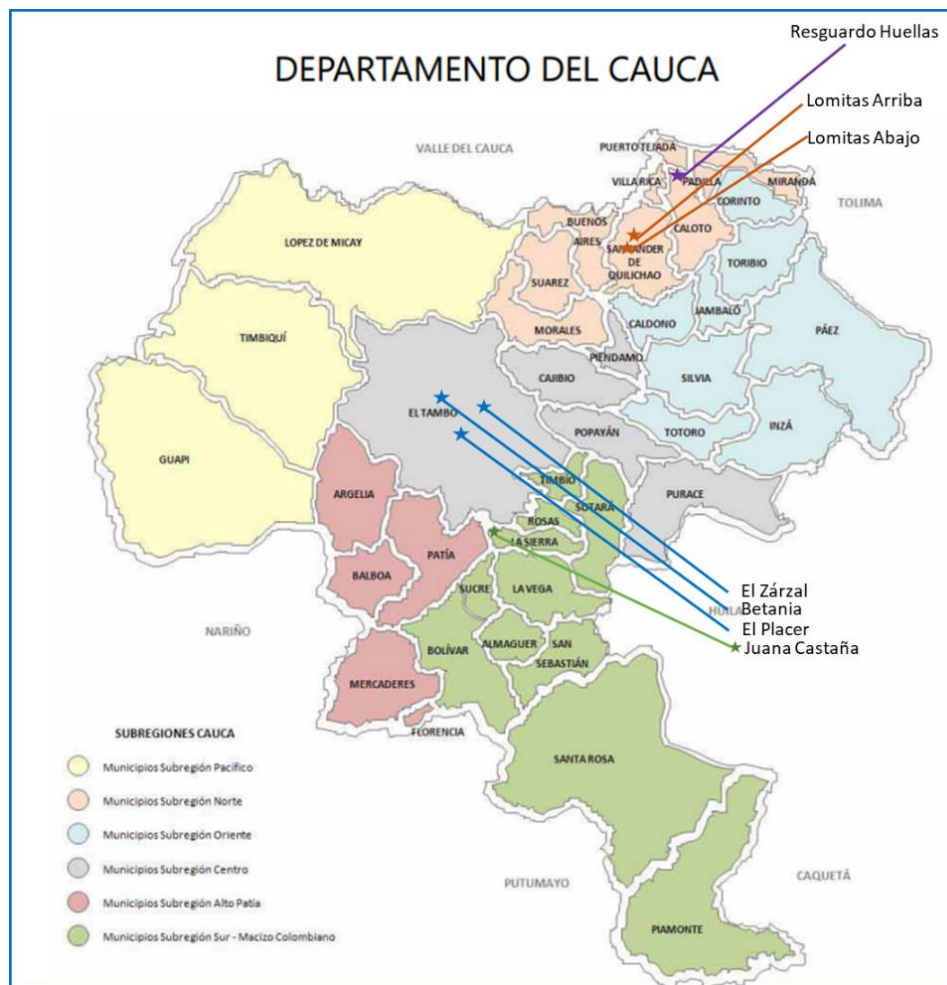 Resguardo Huellas
DEPARTAMENTO DEL CAUCA
Lomitas Arriba
Lomitas Abajo
VALLE DEL CAUCA
PUERTO TEJADA
VILLA RICA
PADILLA
MIRANDA
CORINTO
TOLIMA
LOPEZ DE MICAY
BUENOS
AIRES
SANTANDER
DE
QUILICHAO
CALOTO
SUAREZ
TORIBIO
JAMBALÓ
TIMBIQUÍ
MORALES
CALDONO
PÁEZ
PIENDAMO
CAJIBIO
SILVIA
EL TAMBO
POPAYÁN
TOTORO
INZÁ
GUAPI
TIMBIO
ARGELIA
PURACE
SOTARÁ
ROSAS
LA SIERRA
PATÍA
BALBOA
SUCRE
LA VEGA
El Zárzal
Betania
HUILA
El Placer
Juana Castaña
NARIÑO
BOLÍVAR
ALMAGUER
SAN
SEBASTIÁN
MERCADERES
FLORENCIA
SUBREGIONES CAUCA
SANTA ROSA
Municipios Subregión Pacífico
Municipios Subregión Norte
Municipios Subregión Oriente
Municipios Subregión Centro
Municipios Subregión Alto Patía
Municipios Subregión Sur - Macizo Colombiano
PUTUMAYO
CAQUETÁ
PIAMONTE